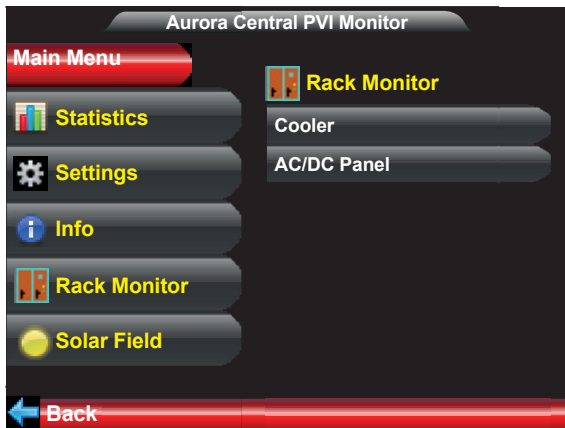 Aurora Central PVI Monitor
Main Menu
Statistics
Settings
Info
Rack Monitor
Solar Field
Rack Monitor
Cooler
AC/DC Panel
Back